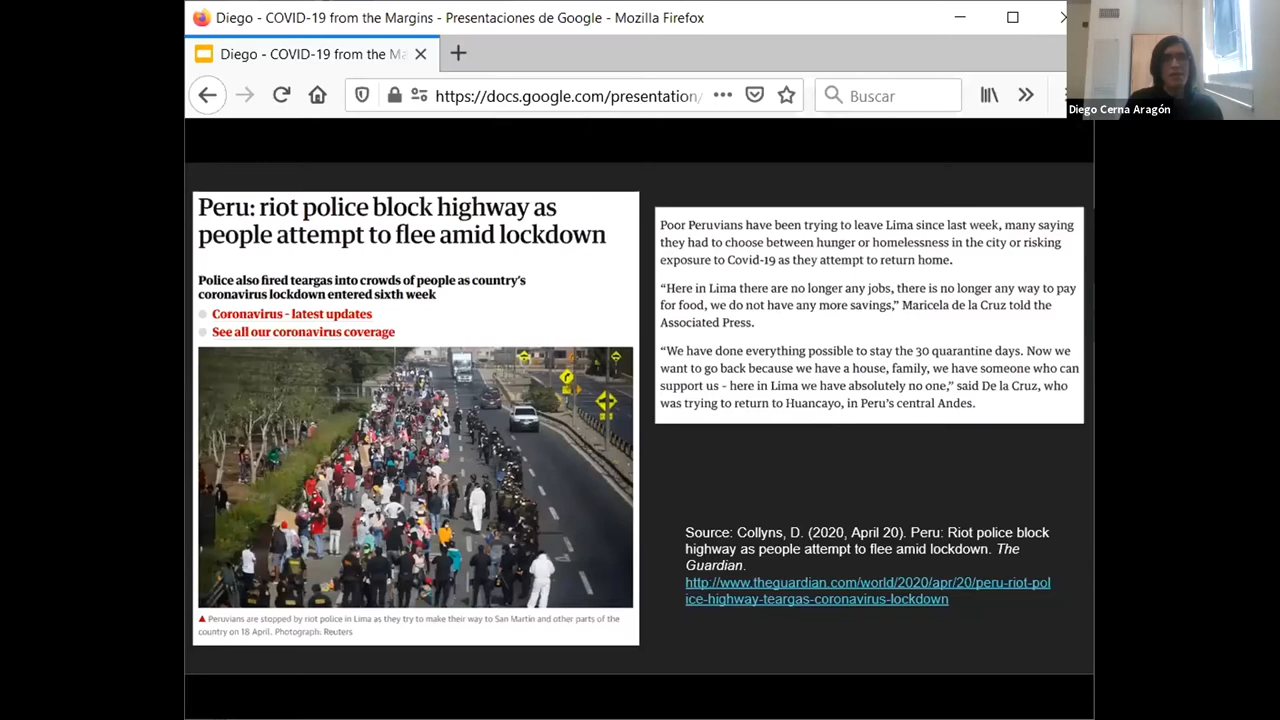 Diego - COVID-19 from the Margins - Presentaciones de Google - Mozilla Firefox
Diego - COVID-19 from the Ma
https://docs.google.com/presentation/
Buscar
Diego Cerna Aragón
Peru: riot police block highway as
people attempt to flee amid lockdown
Police also fired teargas into crowds of people as country's
coronavirus lockdown entered sixth week
Coronavirus - latest updates
See all our coronavirus coverage
Peruvians are stopped by riot police in Lima as they try to make their way to San Martin and other parts of the
country on 18 April. Photograph: Reuters
Poor Peruvians have been trying to leave Lima since last week, many saying
they had to choose between hunger or homelessness in the city or risking
exposure to Covid-19 as they attempt to return home.
“Here in Lima there are no longer any jobs, there is no longer any way to pay
for food, we do not have any more savings,” Maricela de la Cruz told the
Associated Press.
“We have done everything possible to stay the 30 quarantine days. Now we
want to go back because we have a house, family, we have someone who can
support us - here in Lima we have absolutely no one,” said De la Cruz, who
was trying to return to Huancayo, in Peru's central Andes.
Source: Collyns, D. (2020, April 20). Peru: Riot police block
highway as people attempt to flee amid lockdown. The
Guardian.
http://www.theguardian.com/world/2020/apr/20/peru-riot-pol
ice-highway-teargas-coronavirus-lockdown